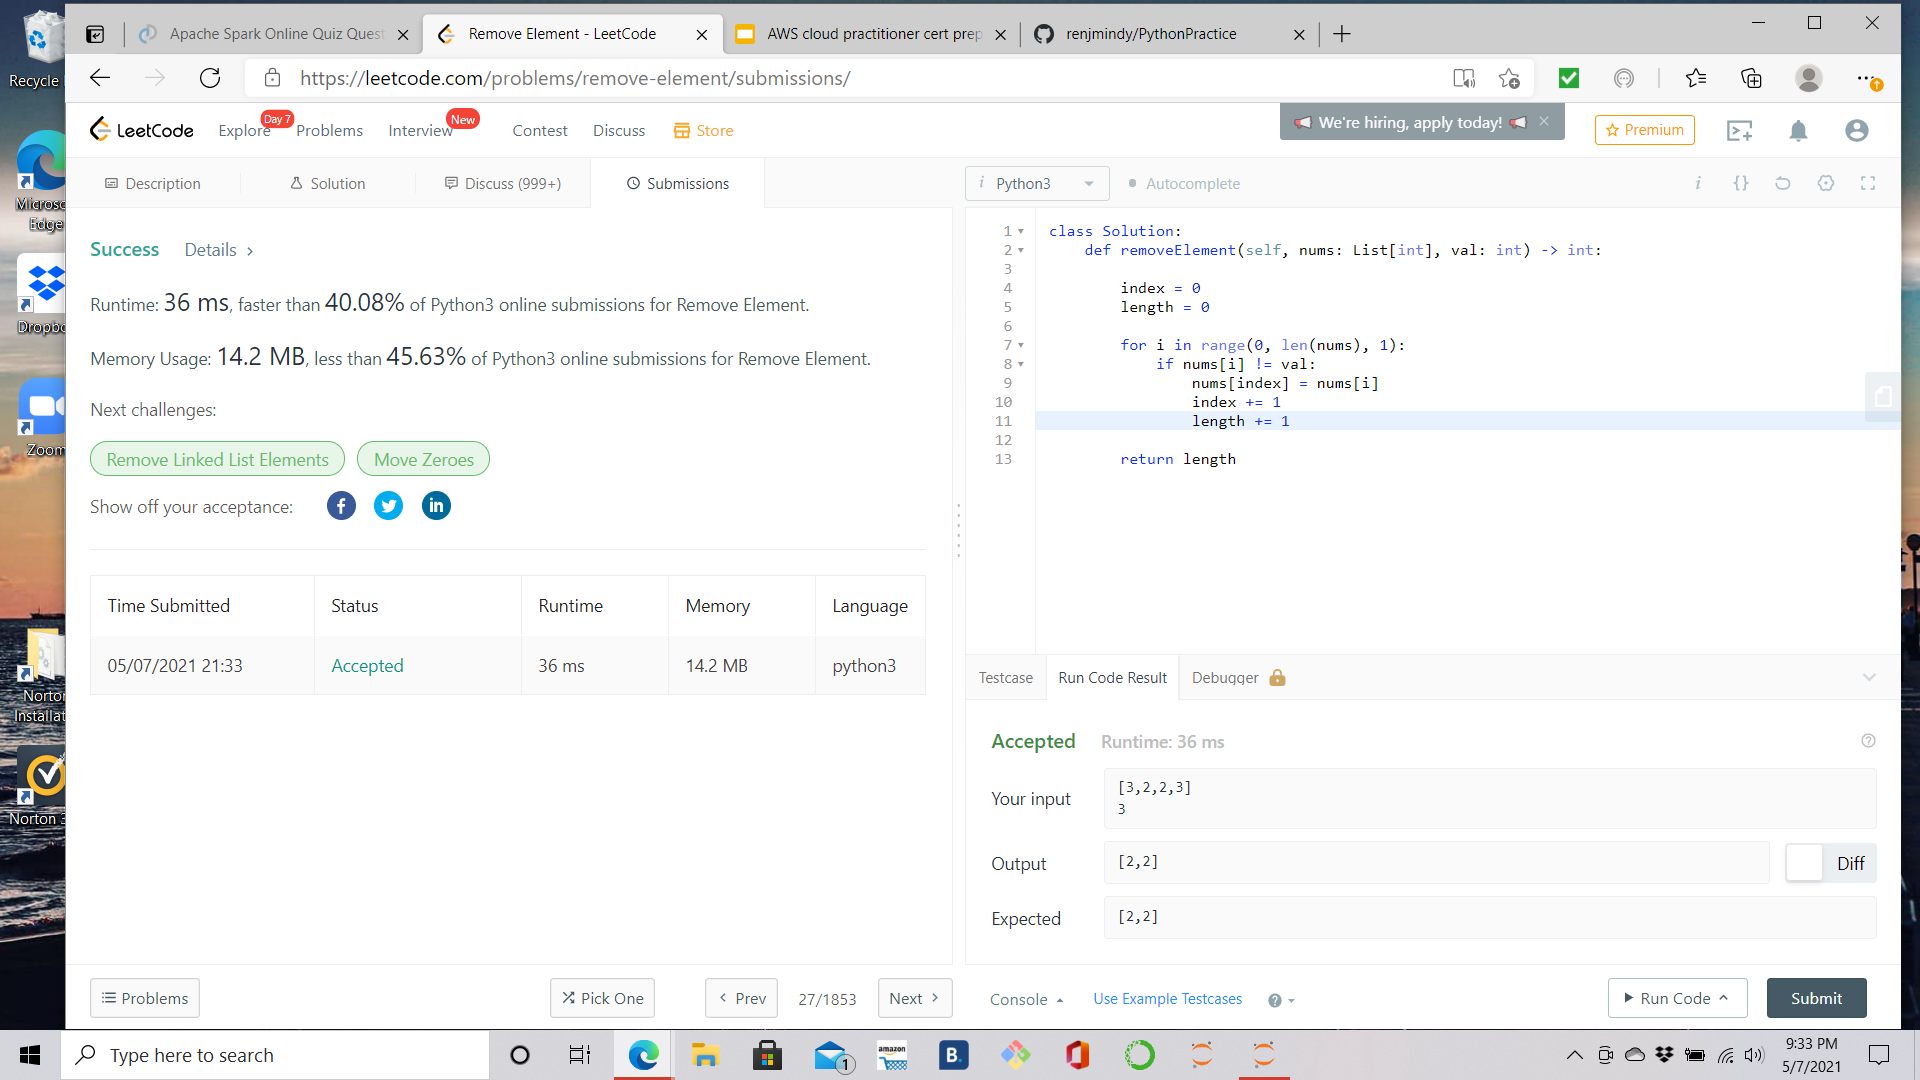 Recycle
Microso
Edge
Dropbo
Zoom
Norton
Installat
Norton 3
Apache Spark Online Quiz Quest
Remove Element - LeetCode
AWS cloud practitioner cert prep
renjmindy/PythonPractice
https://leetcode.com/problems/remove-element/submissions/
LeetCode
Explore
Day 7
Problems
Interview
New
Contest
Discuss
Store
We're hiring, apply today!
Premium
Description
Solution
Discuss (999+)
Submissions
i Python3
Autocomplete
i {}
Success Details >
Runtime: 36 ms, faster than 40.08% of Python3 online submissions for Remove Element.
Memory Usage: 14.2 MB, less than 45.63% of Python3 online submissions for Remove Element.
Next challenges:
Remove Linked List Elements
Move Zeroes
Show off your acceptance:
Time Submitted Status Runtime Memory Language
05/07/2021 21:33 Accepted 36 ms 14.2 MB python3
1 class Solution:
2 def removeElement(self, nums: List[int], val: int) -> int:
3
4 index = 0
5 length = 0
6
7 for i in range(0, len(nums), 1):
8 if nums[i] != val:
9 nums[index] = nums[i]
10 index += 1
11 length += 1
12
13 return length
Testcase
Run Code Result
Debugger
Accepted Runtime: 36 ms
Your input
[3,2,2,3]
3
Output
[2,2]
Diff
Expected
[2,2]
Problems
Pick One
Prev
27/1853
Next
Console
Use Example Testcases
Run Code
Submit
Type here to search
1
amazon
B.
9:33 PM
5/7/2021